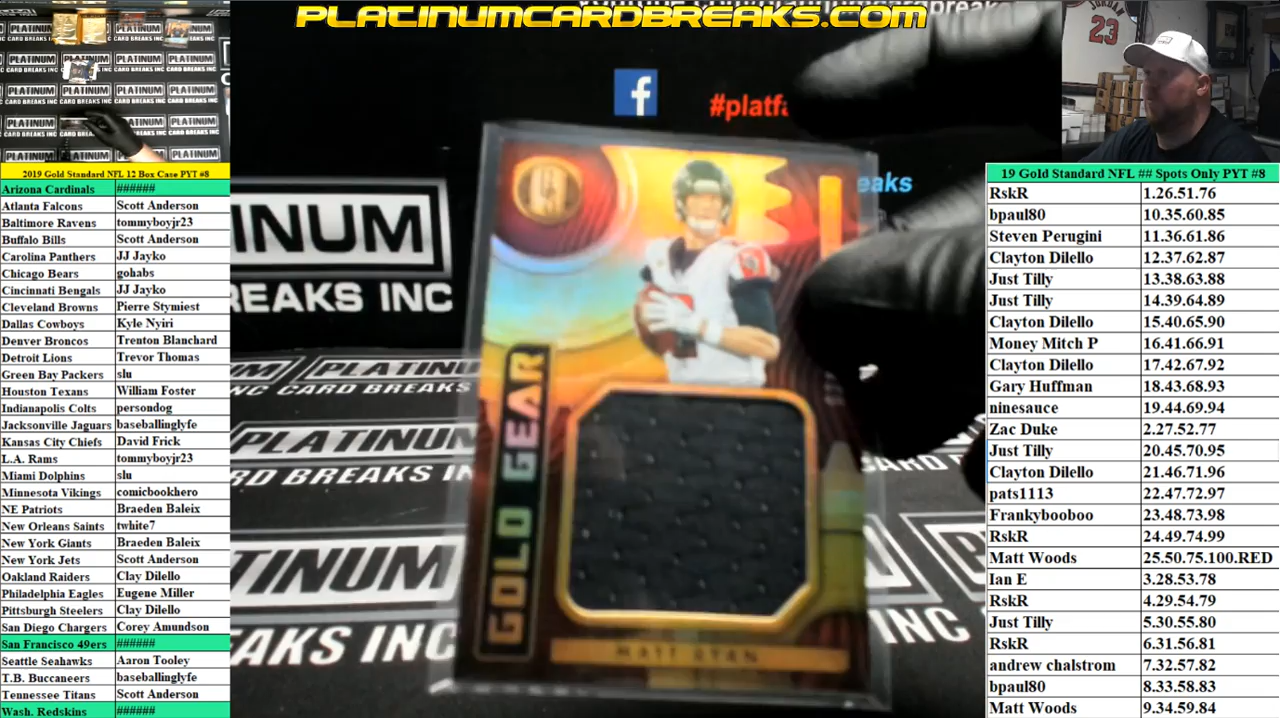 PLATINUMCARDBREAKS.COM
#platfa
eaks
JORDAN
23
2019 Gold Standard NFL 12 Box Case PYT #8
Arizona Cardinals ######
Atlanta Falcons Scott Anderson
Baltimore Ravens tommyboyjr23
Buffalo Bills Scott Anderson
Carolina Panthers JJ Jayko
Chicago Bears gohabs
Cincinnati Bengals JJ Jayko
Cleveland Browns Pierre Stymiest
Dallas Cowboys Kyle Nyiri
Denver Broncos Trenton Blanchard
Detroit Lions Trevor Thomas
Green Bay Packers slu
Houston Texans William Foster
Indianapolis Colts persondog
Jacksonville Jaguars baseballinglyfe
Kansas City Chiefs David Frick
L.A. Rams tommyboyjr23
Miami Dolphins slu
Minnesota Vikings comicbookhero
NE Patriots Braeden Baleix
New Orleans Saints twhite7
New York Giants Braeden Baleix
New York Jets Scott Anderson
Oakland Raiders Clay Dilello
Philadelphia Eagles Eugene Miller
Pittsburgh Steelers Clay Dilello
San Diego Chargers Corey Amundson
San Francisco 49ers ######
Seattle Seahawks Aaron Tooley
T.B. Buccaneers baseballinglyfe
Tennessee Titans Scott Anderson
Wash. Redskins ######
INUM
REAKS INC
PLATINUM
INC CARD BREAKS
PLATINUM
RD BREAKS INC
PLATINUM
CARD BREAKS INC
GOLD GEAR
MATT RYAN
19 Gold Standard NFL ## Spots Only PYT #8
RskR 1.26.51.76
bpaul80 10.35.60.85
Steven Perugini 11.36.61.86
Clayton Dilello 12.37.62.87
Just Tilly 13.38.63.88
Just Tilly 14.39.64.89
Clayton Dilello 15.40.65.90
Money Mitch P 16.41.66.91
Clayton Dilello 17.42.67.92
Gary Huffman 18.43.68.93
ninesauce 19.44.69.94
Zac Duke 2.27.52.77
Just Tilly 20.45.70.95
Clayton Dilello 21.46.71.96
pats1113 22.47.72.97
Frankybooboo 23.48.73.98
RskR 24.49.74.99
Matt Woods 25.50.75.100.RED
Ian E 3.28.53.78
RskR 4.29.54.79
Just Tilly 5.30.55.80
RskR 6.31.56.81
andrew chalstrom 7.32.57.82
bpaul80 8.33.58.83
Matt Woods 9.34.59.84